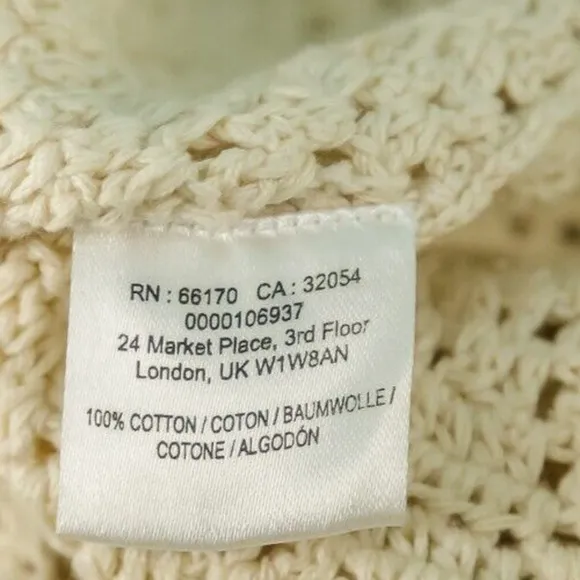 RN : 66170 CA : 32054
0000106937
24 Market Place, 3rd Floor
London, UK W1W8AN
100% COTTON / COTON / BAUMWOLLE /
COTONE / ALGODÓN